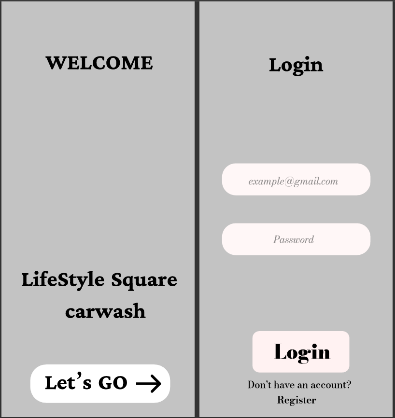 WELCOME
LifeStyle Square
carwash
Let's GO
Login
example@gmail.com
Password
Login
Don't have an account?
Register